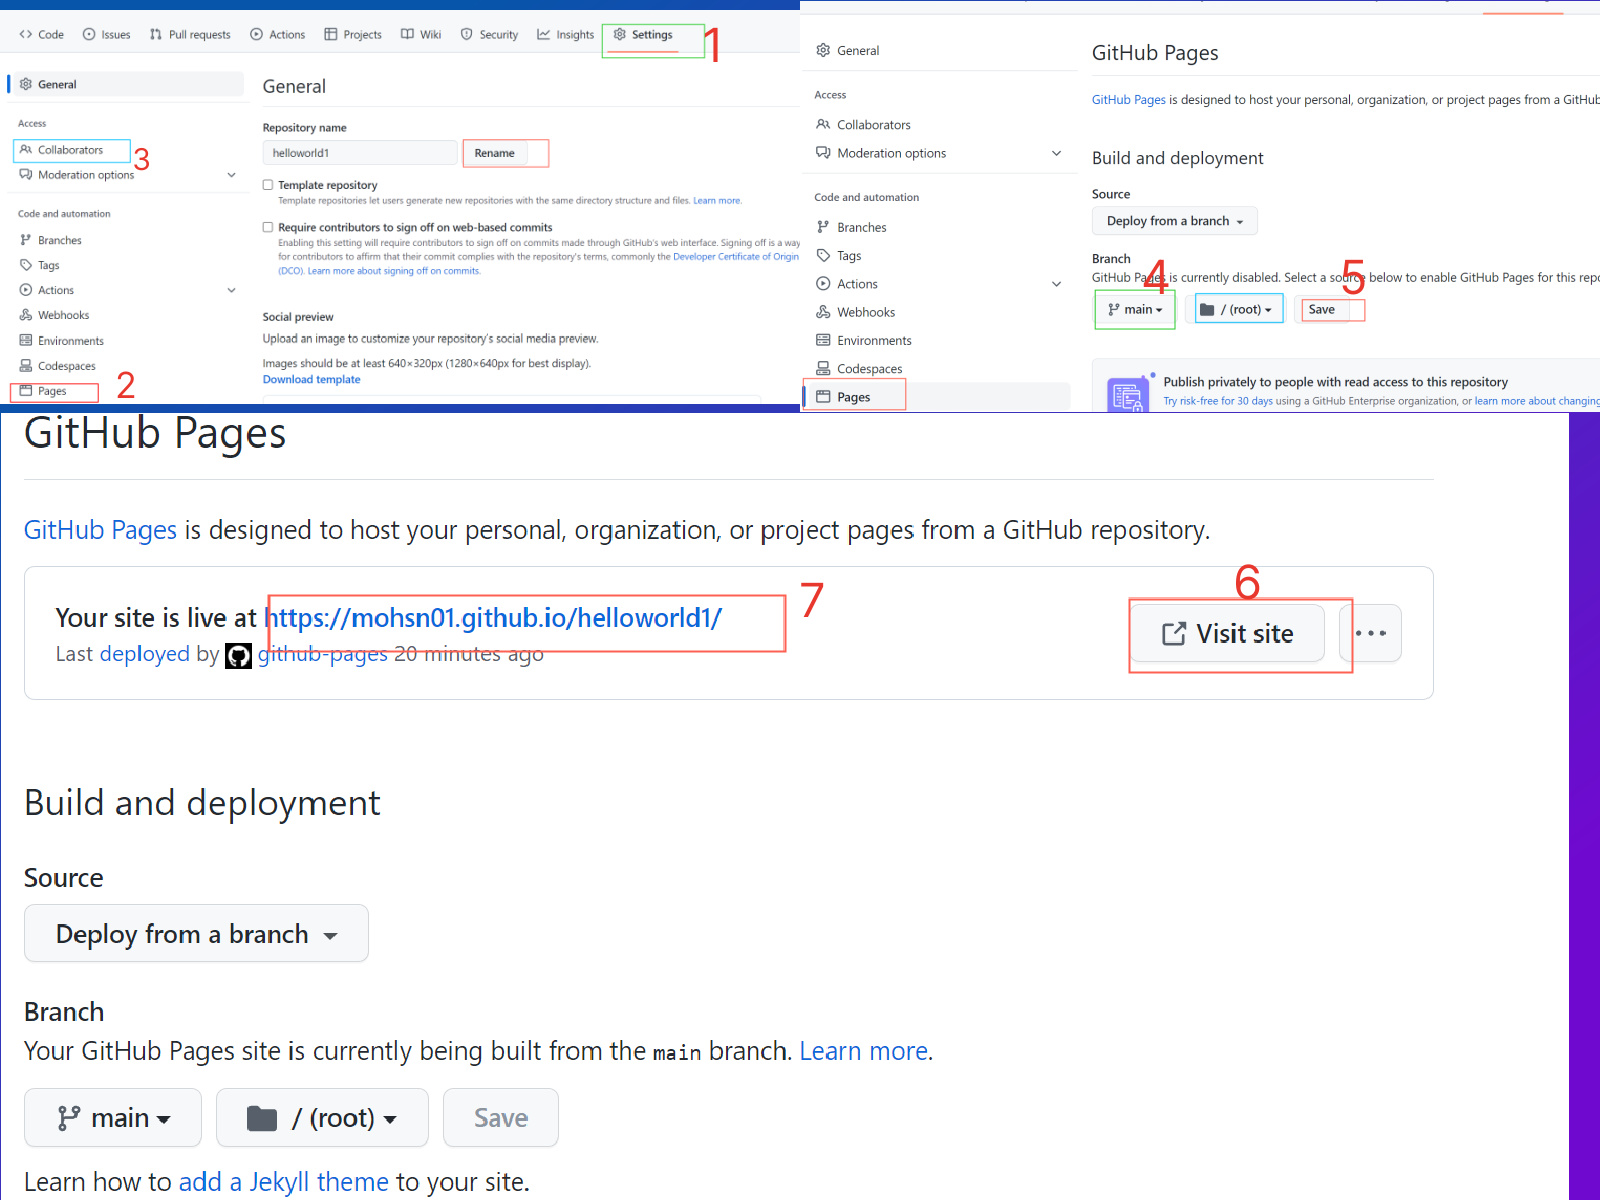 Code Issues Pull requests Actions Projects Wiki Security Insights Settings 1
General
Access
Collaborators 3
Moderation options
Code and automation
Branches
Tags
Actions
Webhooks
Environments
Codespaces
Pages 2
General
Repository name
helloworld1 Rename
Template repository
Template repositories let users generate new repositories with the same directory structure and files. Learn more.
Require contributors to sign off on web-based commits
Enabling this setting will require contributors to sign off on commits made through GitHub's web interface. Signing off is a way
for contributors to affirm that their commit complies with the repository's terms, commonly the Developer Certificate of Origin
(DCO). Learn more about signing off on commits.
Social preview
Upload an image to customize your repository's social media preview.
Images should be at least 640×320px (1280×640px for best display).
Download template
General
Access
Collaborators
Moderation options
Code and automation
Branches
Tags
Actions
Webhooks
Environments
Codespaces
Pages
GitHub Pages
GitHub Pages is designed to host your personal, organization, or project pages from a GitHub
Build and deployment
Source
Deploy from a branch
Branch
GitHub Pages is currently disabled. Select a source below to enable GitHub Pages for this repo
4 5
main / (root) Save
Publish privately to people with read access to this repository
Try risk-free for 30 days using a GitHub Enterprise organization, or learn more about changing
GitHub Pages
GitHub Pages is designed to host your personal, organization, or project pages from a GitHub repository.
Your site is live at https://mohsn01.github.io/helloworld1/ 7
Last deployed by github-pages 20 minutes ago
6
Visit site
Build and deployment
Source
Deploy from a branch
Branch
Your GitHub Pages site is currently being built from the main branch. Learn more.
main / (root) Save
Learn how to add a Jekyll theme to your site.